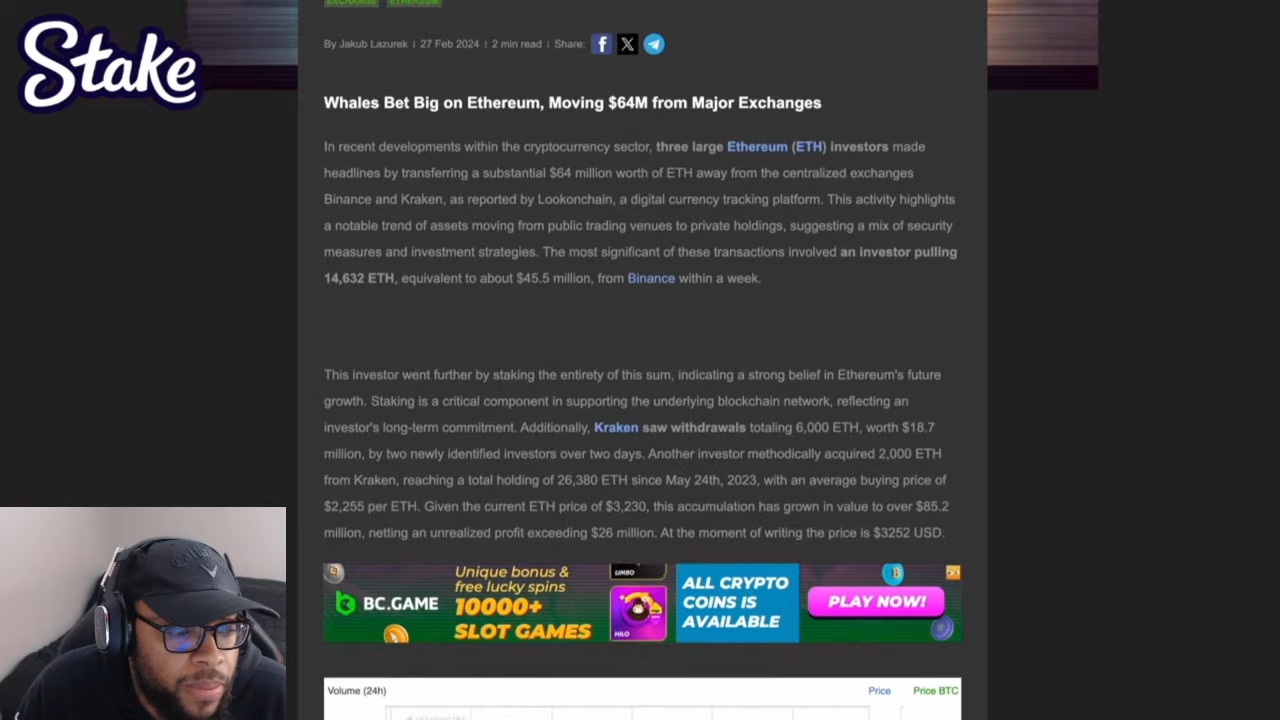 Stake
EXCHANGE ETHEREUM
By Jakub Lazurek | 27 Feb 2024 | 2 min read | Share:
Whales Bet Big on Ethereum, Moving $64M from Major Exchanges
In recent developments within the cryptocurrency sector, three large Ethereum (ETH) investors made
headlines by transferring a substantial $64 million worth of ETH away from the centralized exchanges
Binance and Kraken, as reported by Lookonchain, a digital currency tracking platform. This activity highlights
a notable trend of assets moving from public trading venues to private holdings, suggesting a mix of security
measures and investment strategies. The most significant of these transactions involved an investor pulling
14,632 ETH, equivalent to about $45.5 million, from Binance within a week.
This investor went further by staking the entirety of this sum, indicating a strong belief in Ethereum's future
growth. Staking is a critical component in supporting the underlying blockchain network, reflecting an
investor's long-term commitment. Additionally, Kraken saw withdrawals totaling 6,000 ETH, worth $18.7
million, by two newly identified investors over two days. Another investor methodically acquired 2,000 ETH
from Kraken, reaching a total holding of 26,380 ETH since May 24th, 2023, with an average buying price of
$2,255 per ETH. Given the current ETH price of $3,230, this accumulation has grown in value to over $85.2
million, netting an unrealized profit exceeding $26 million. At the moment of writing the price is $3252 USD.
BC.GAME
Unique bonus &
free lucky spins
10000+
SLOT GAMES
LIMBO
HILO
ALL CRYPTO
COINS IS
AVAILABLE
PLAY NOW!
Volume (24h) Price Price BTC